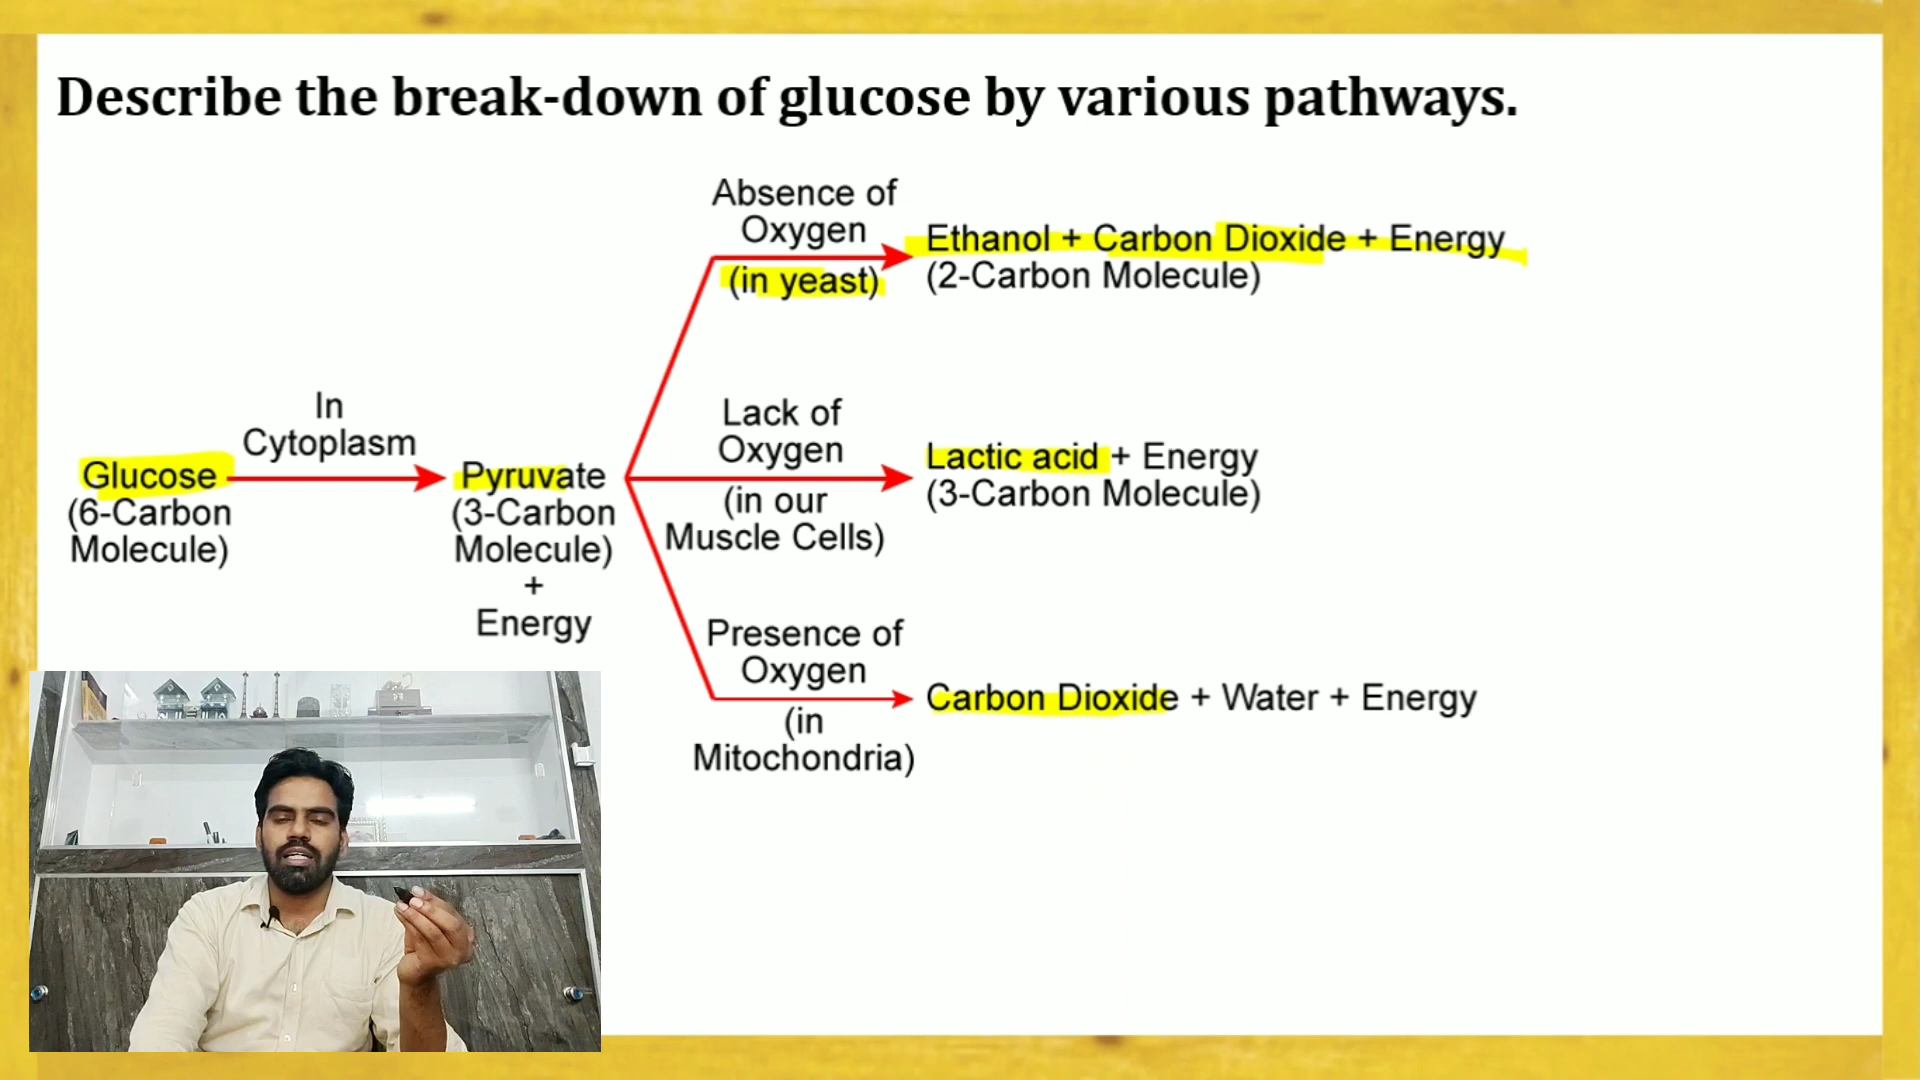 Describe the break-down of glucose by various pathways.
Absence of
Oxygen
(in yeast)
Ethanol + Carbon Dioxide + Energy
(2-Carbon Molecule)
In
Cytoplasm
Glucose
(6-Carbon
Molecule)
Pyruvate
(3-Carbon
Molecule)
+
Energy
Lack of
Oxygen
(in our
Muscle Cells)
Lactic acid + Energy
(3-Carbon Molecule)
Presence of
Oxygen
(in
Mitochondria)
Carbon Dioxide + Water + Energy